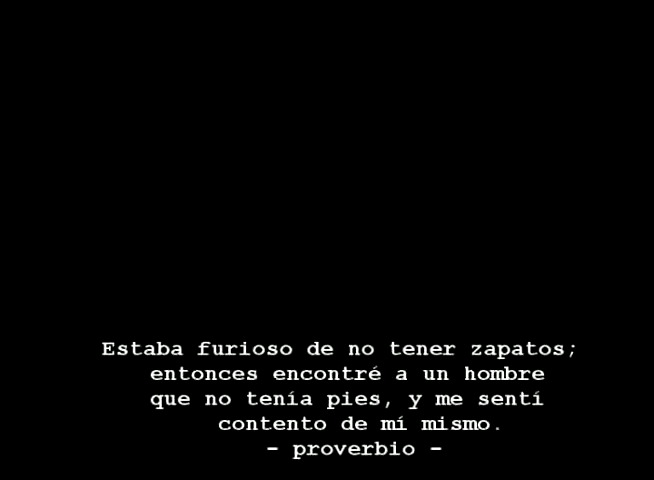 Estaba furioso de no tener zapatos;
entonces encontré a un hombre
que no tenía pies, y me sentí
contento de mí mismo.
- proverbio -